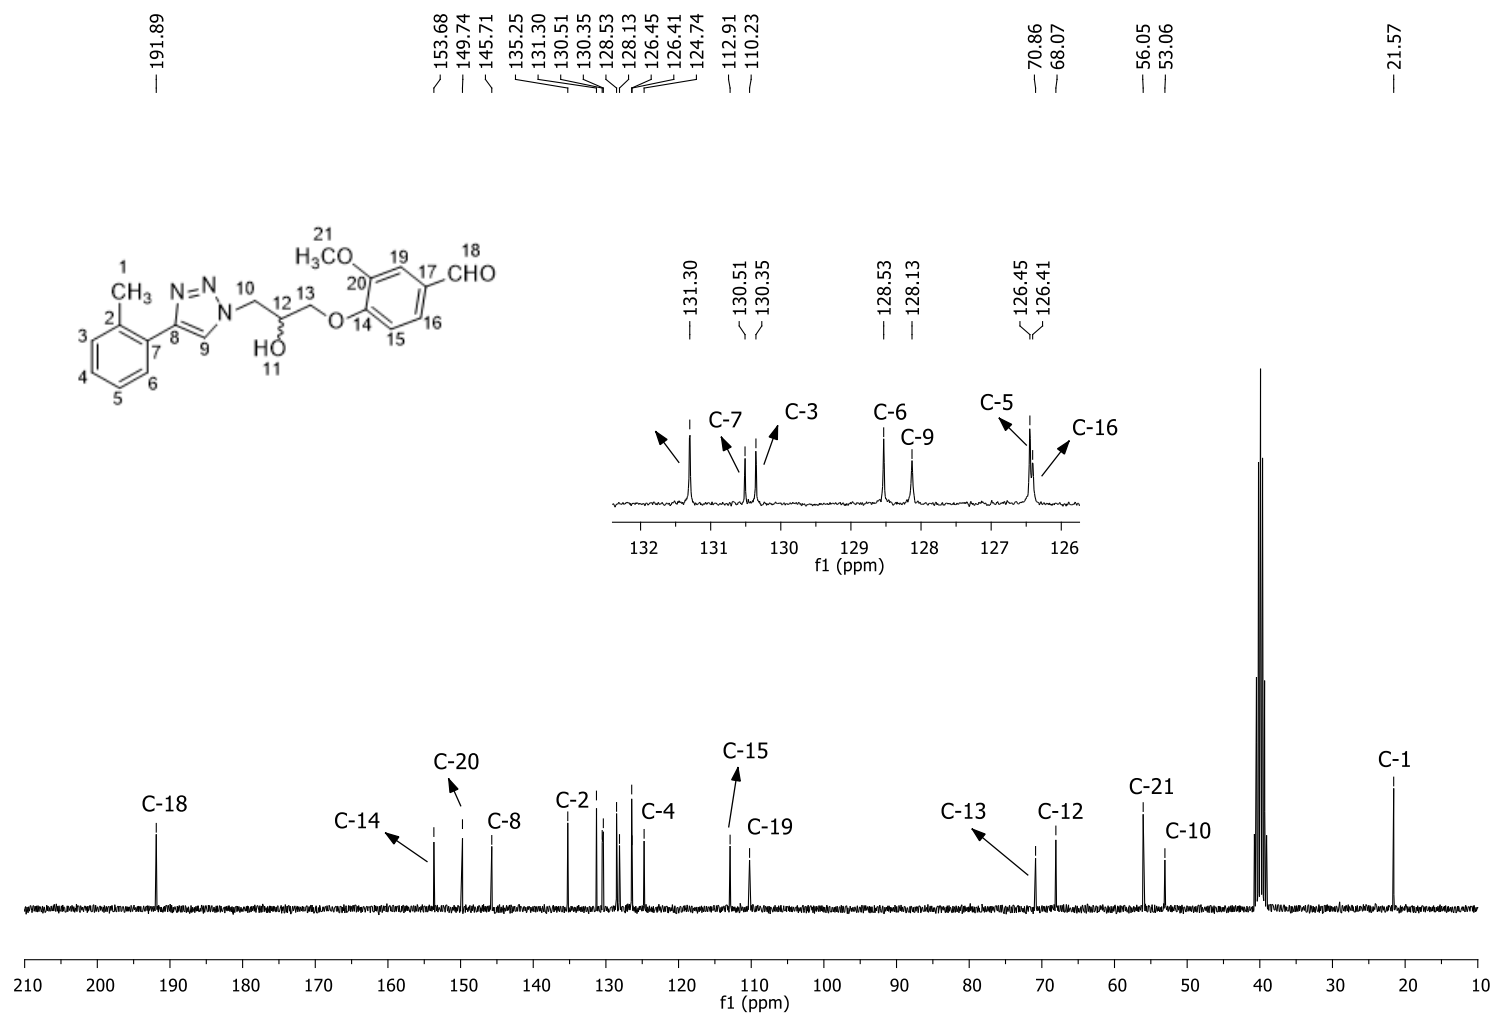 191.89
153.68
149.74
145.71
135.25
131.30
130.51
130.35
128.53
128.13
126.45
126.41
124.74
112.91
110.23
70.86
68.07
56.05
53.06
21.57
21
H₃CO
19
18
CHO
17
20
16
15
14
O
13
12
10
HO
11
N
N
N
9
8
1
CH₃
2
3
4
5
6
7
131.30
130.51
130.35
128.53
128.13
126.45
126.41
C-7
C-3
C-6
C-9
C-5
C-16
132 131 130 129 128 127 126
f1 (ppm)
C-18
C-14
C-20
C-8
C-2
C-4
C-15
C-19
C-13
C-12
C-21
C-10
C-1
210 200 190 180 170 160 150 140 130 120 110 100 90 80 70 60 50 40 30 20 10
f1 (ppm)